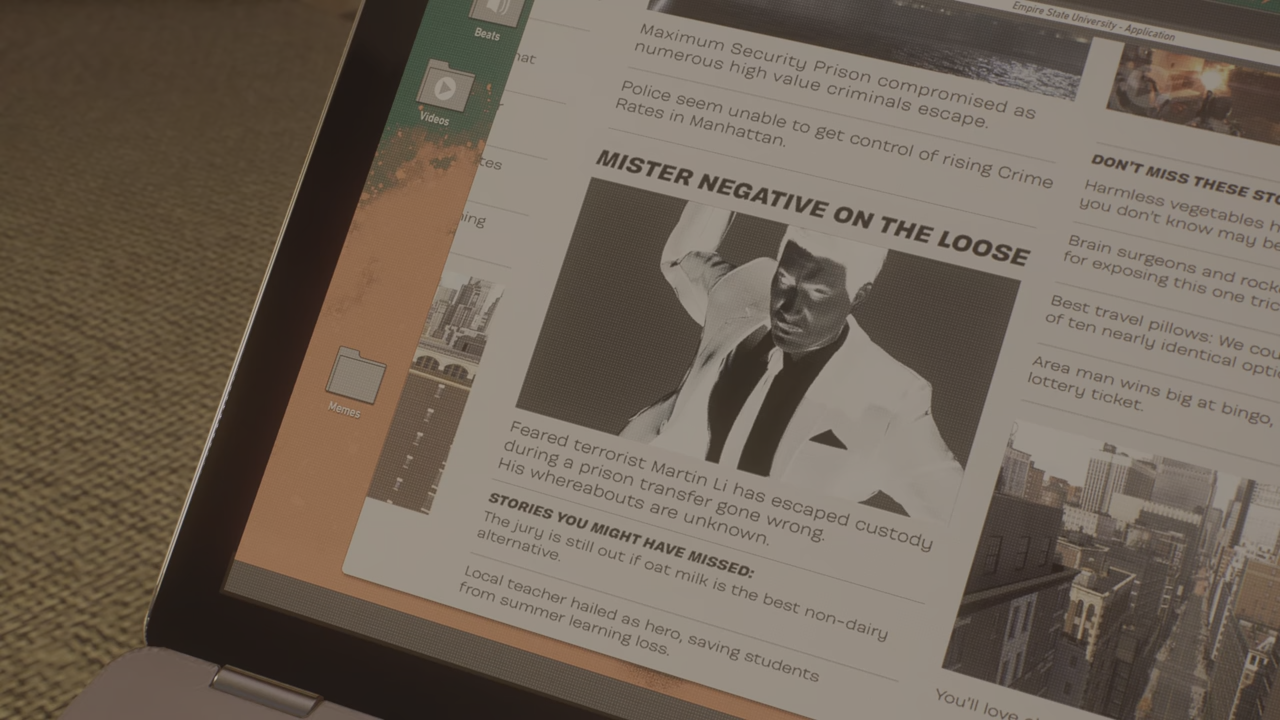 Beats
Videos
Memes
Empire State University - Application
hat
tes
ning
Maximum Security Prison compromised as
numerous high value criminals escape.
Police seem unable to get control of rising Crime
Rates in Manhattan.
MISTER NEGATIVE ON THE LOOSE
Feared terrorist Martin Li has escaped custody
during a prison transfer gone wrong.
His whereabouts are unknown.
STORIES YOU MIGHT HAVE MISSED:
The jury is still out if oat milk is the best non-dairy
alternative.
Local teacher hailed as hero, saving students
from summer learning loss.
DON'T MISS THESE STO
Harmless vegetables h
you don't know may be
Brain surgeons and rocke
for exposing this one tric
Best travel pillows: We cou
of ten nearly identical optio
Area man wins big at bingo,
lottery ticket.
You'll love